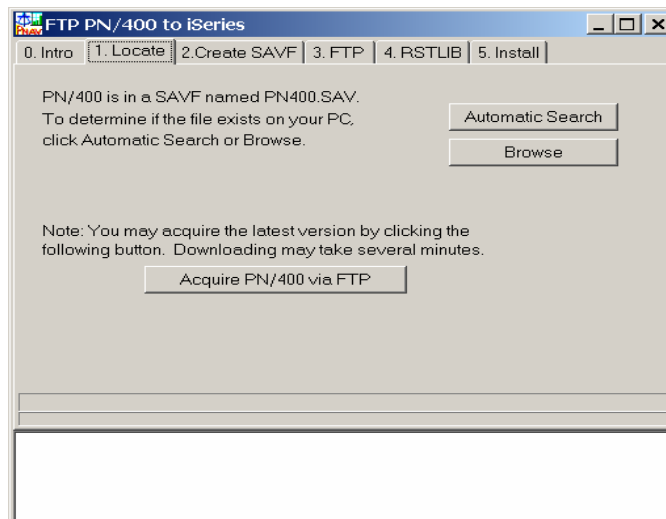 PNAV FTP PN/400 to iSeries
0. Intro 1. Locate 2.Create SAVF 3. FTP 4. RSTLIB 5. Install
PN/400 is in a SAVF named PN400.SAV.
To determine if the file exists on your PC,
click Automatic Search or Browse.
Automatic Search
Browse
Note: You may acquire the latest version by clicking the
following button. Downloading may take several minutes.
Acquire PN/400 via FTP